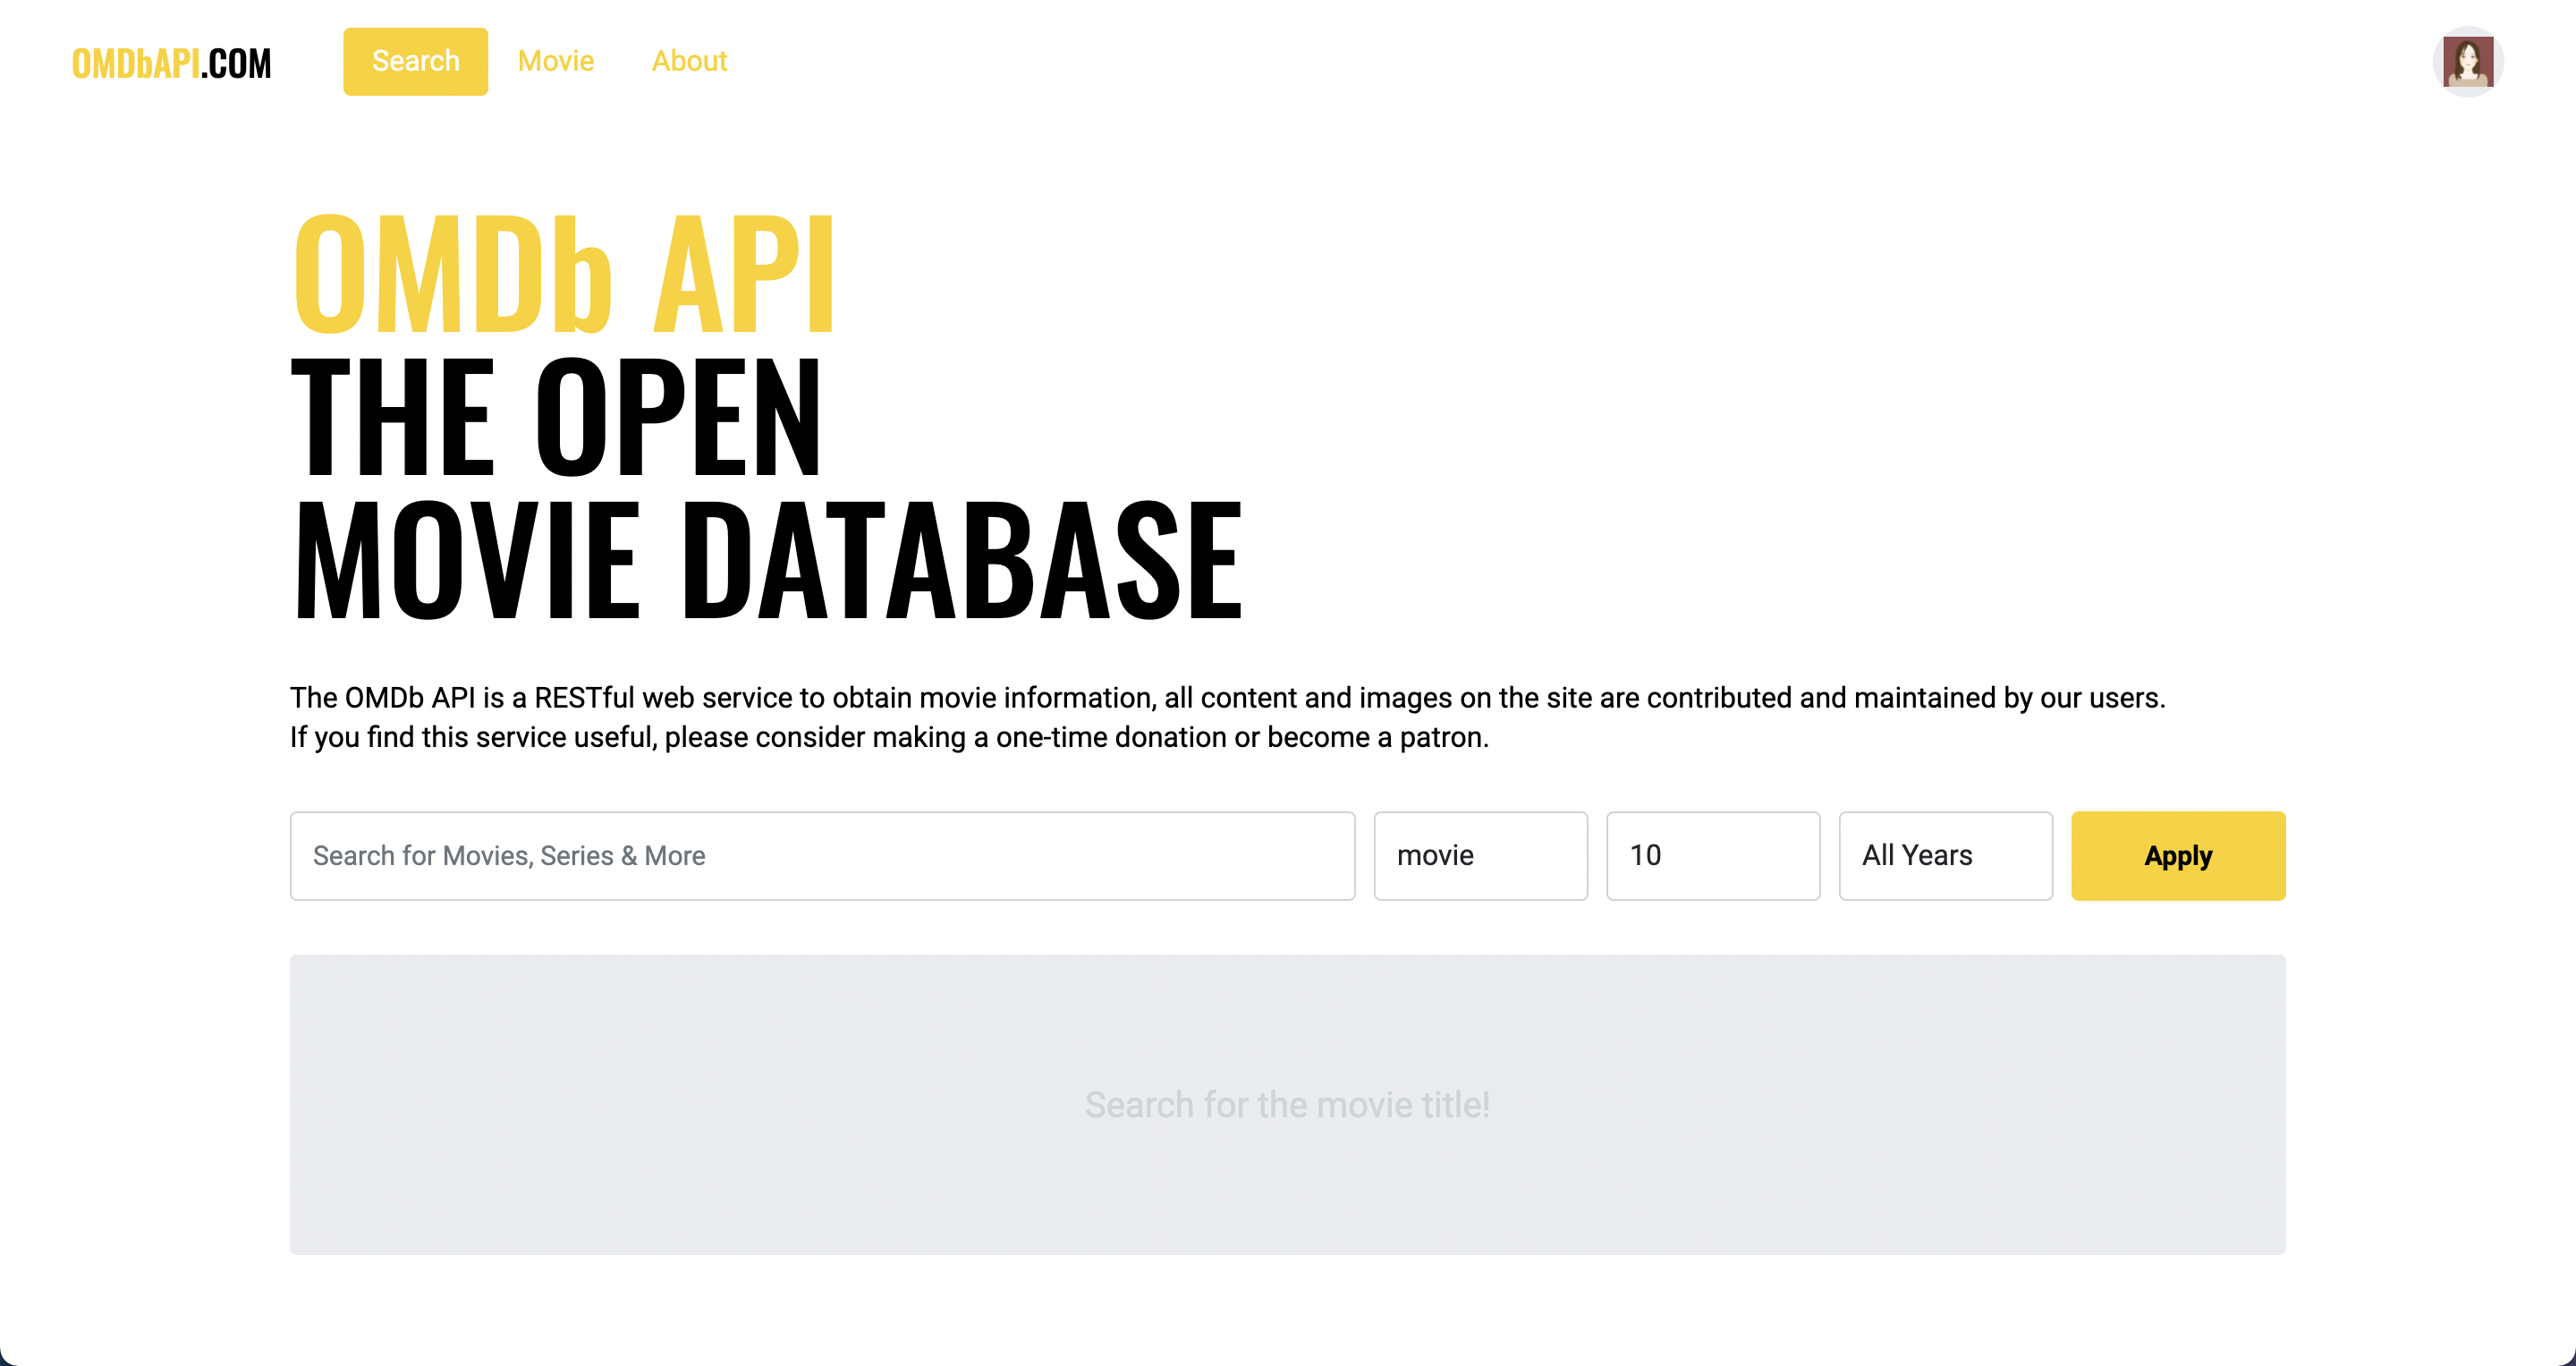 OMDbAPI.COM
Search
Movie
About
OMDb API
THE OPEN
MOVIE DATABASE
The OMDb API is a RESTful web service to obtain movie information, all content and images on the site are contributed and maintained by our users.
If you find this service useful, please consider making a one-time donation or become a patron.
Search for Movies, Series & More
movie
10
All Years
Apply
Search for the movie title!